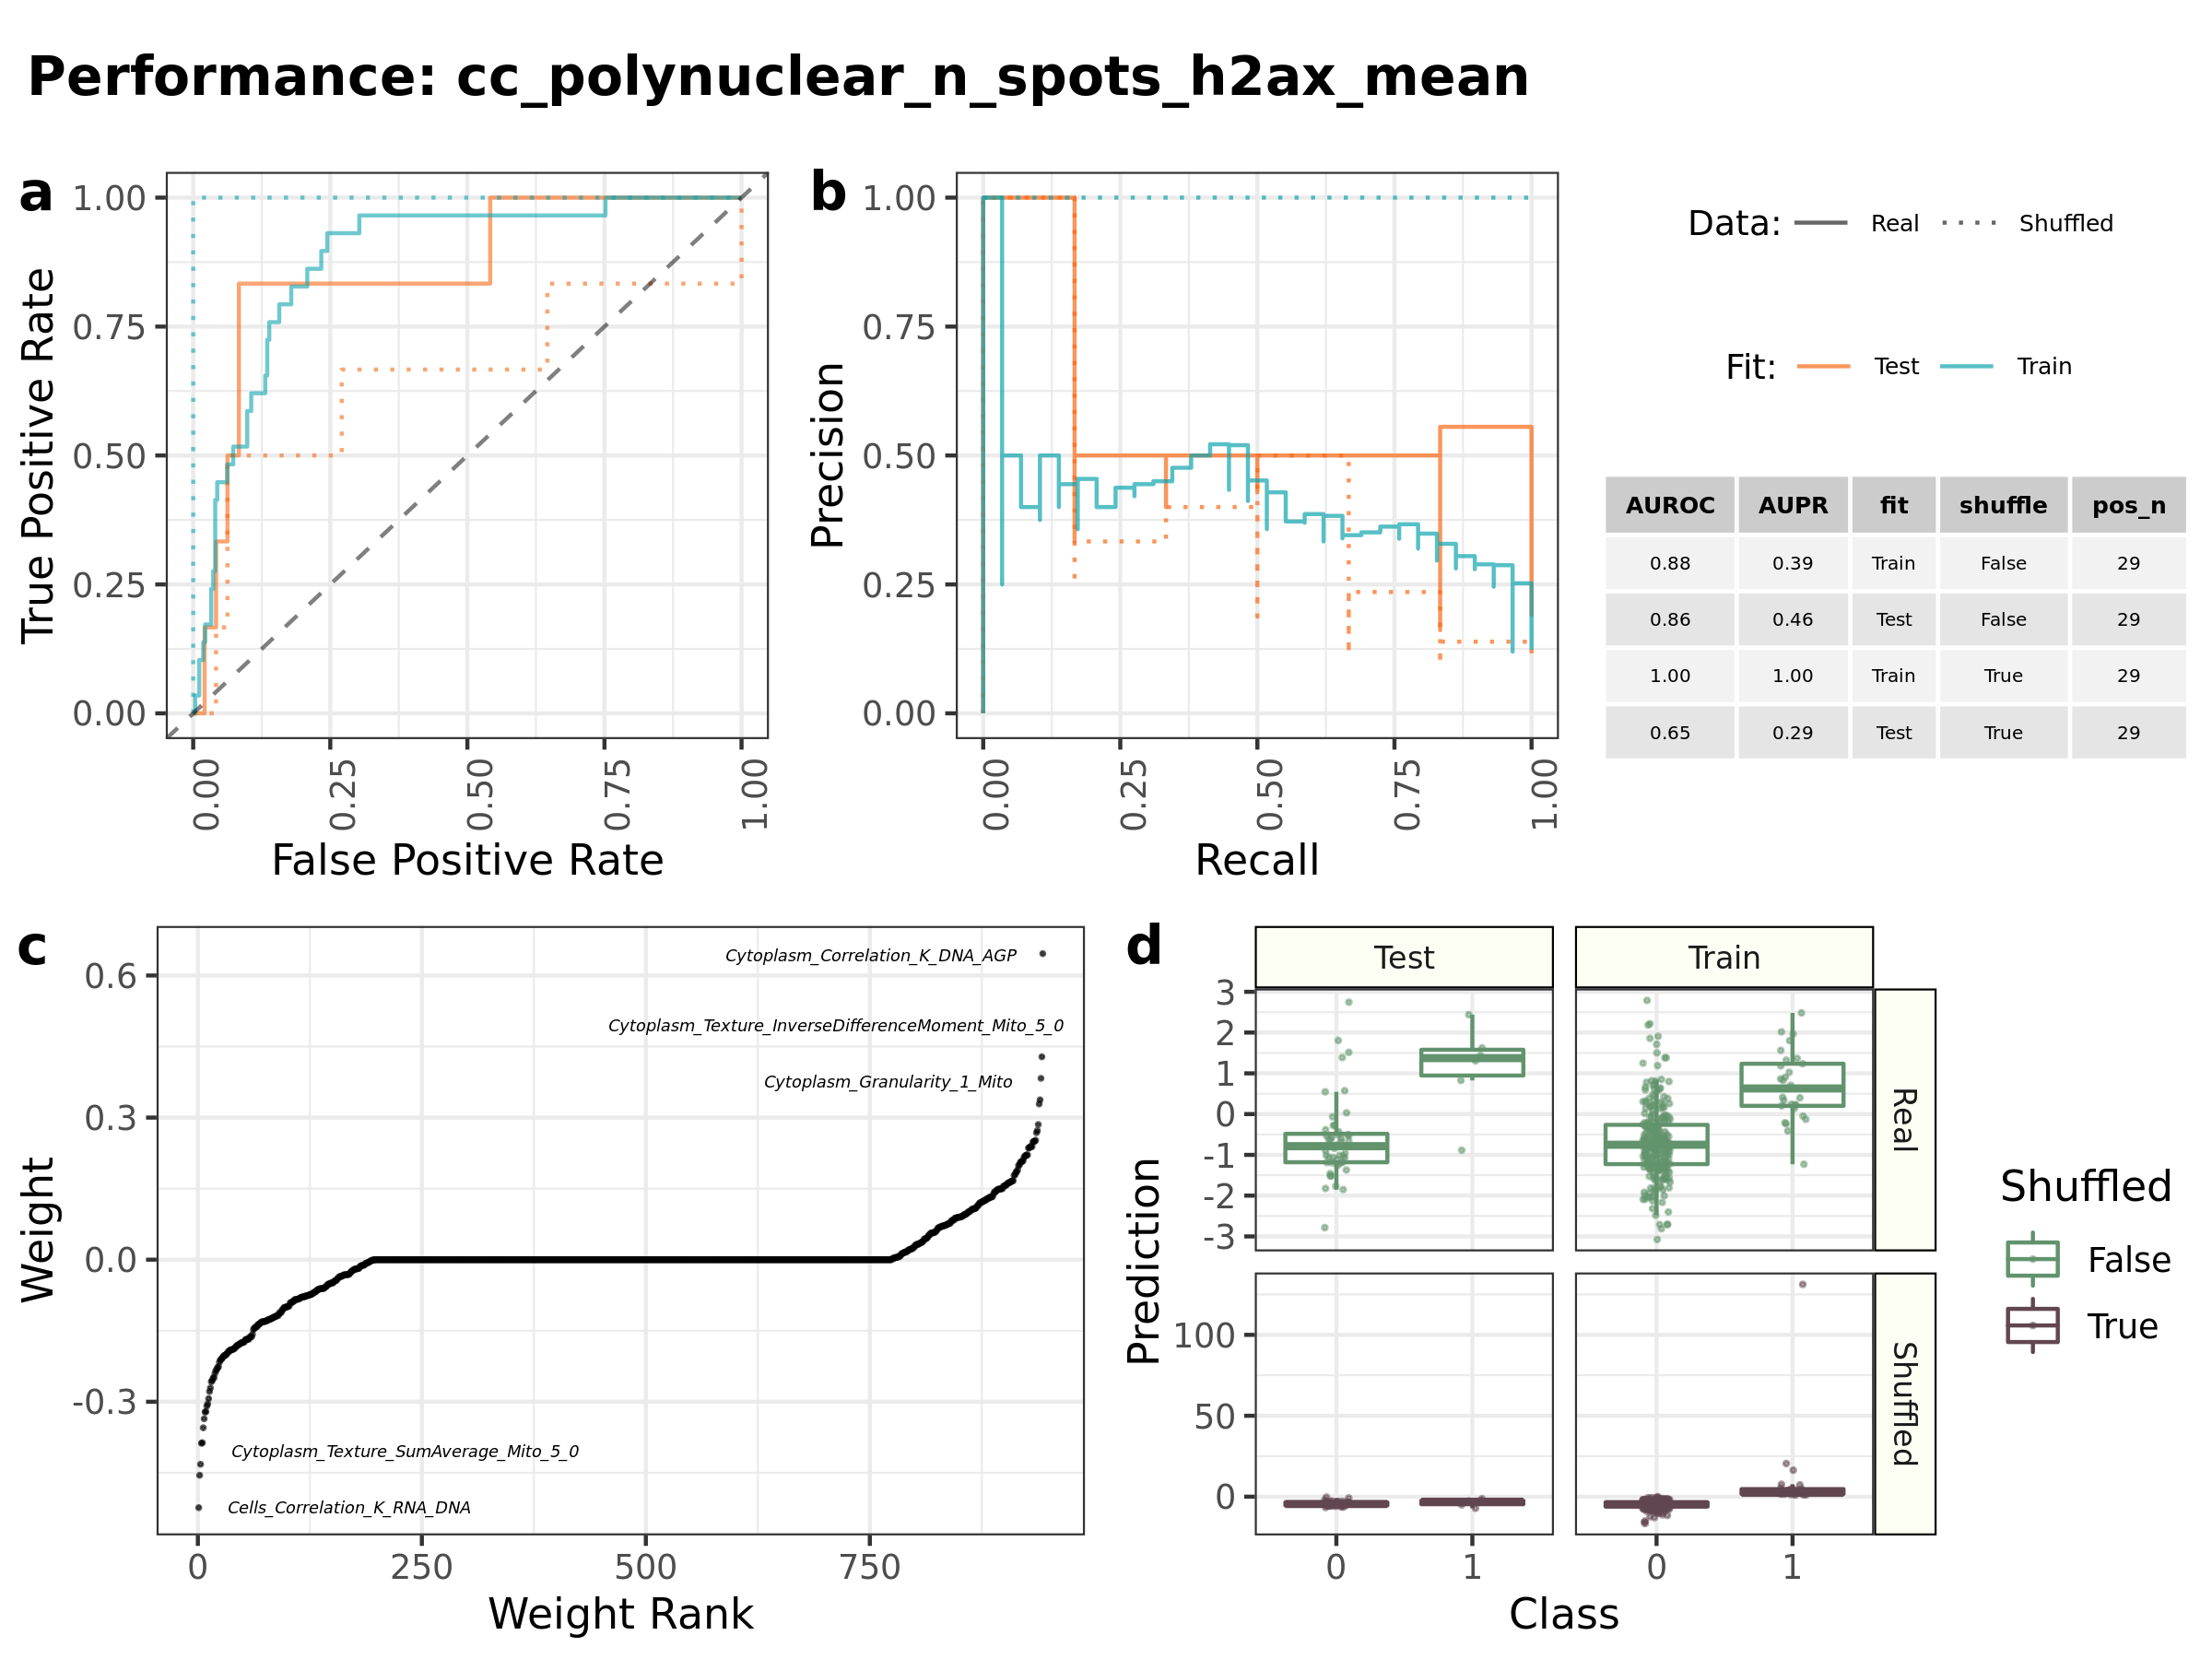 Performance: cc_polynuclear_n_spots_h2ax_mean
a
True Positive Rate
1.00
0.75
0.50
0.25
0.00
0.00 0.25 0.50 0.75 1.00
False Positive Rate
b
Precision
1.00
0.75
0.50
0.25
0.00
0.00 0.25 0.50 0.75 1.00
Recall
Data: Real Shuffled
Fit: Test Train
AUROC AUPR fit shuffle pos_n
0.88 0.39 Train False 29
0.86 0.46 Test False 29
1.00 1.00 Train True 29
0.65 0.29 Test True 29
c
Weight
0.6
0.3
0.0
-0.3
Cytoplasm_Correlation_K_DNA_AGP
Cytoplasm_Texture_InverseDifferenceMoment_Mito_5_0
Cytoplasm_Granularity_1_Mito
Cytoplasm_Texture_SumAverage_Mito_5_0
Cells_Correlation_K_RNA_DNA
0 250 500 750
Weight Rank
d
Prediction
Test Train
3
2
1
0
-1
-2
-3
Real
100
50
0
Shuffled
0 1 0 1
Class
Shuffled
False
True